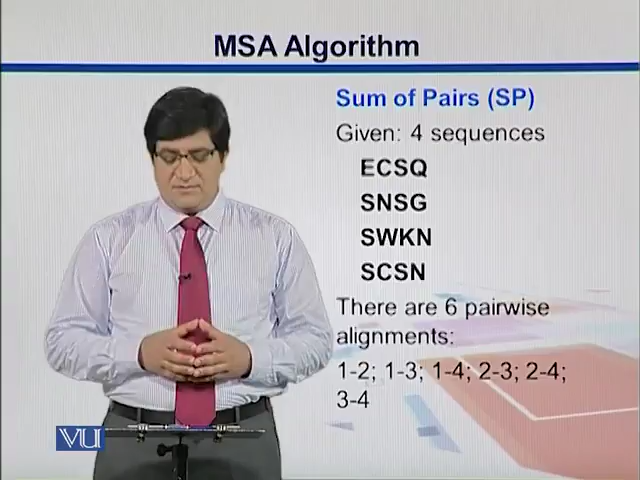 MSA Algorithm
Sum of Pairs (SP)
Given: 4 sequences
ECSQ
SNSG
SWKN
SCSN
There are 6 pairwise
alignments:
1-2; 1-3; 1-4; 2-3; 2-4;
3-4
VU